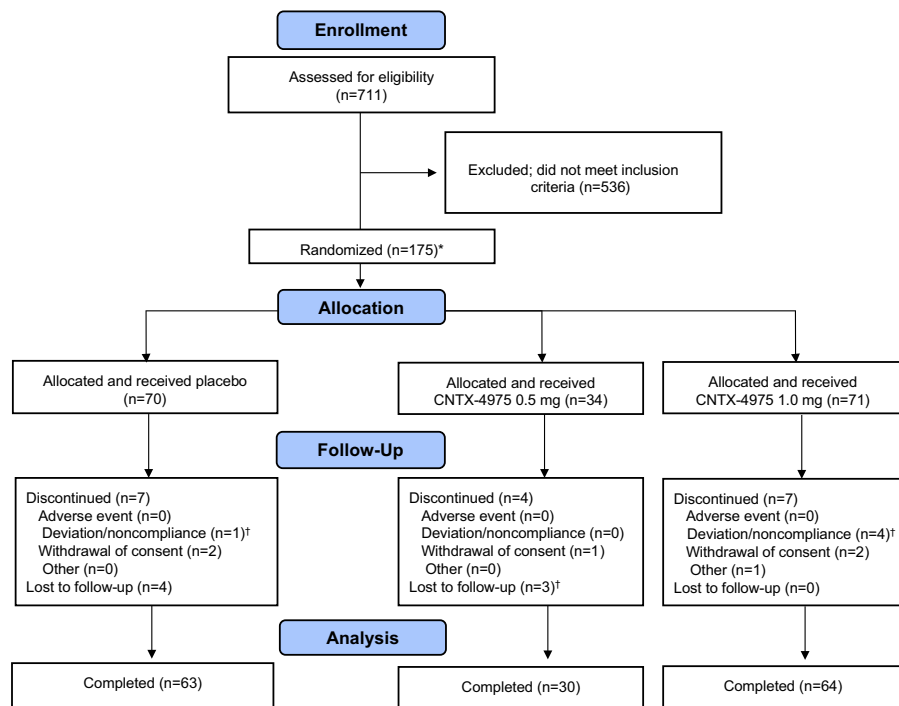 Enrollment
Assessed for eligibility
(n=711)
Excluded; did not meet inclusion
criteria (n=536)
Randomized (n=175)*
Allocation
Allocated and received placebo
(n=70)
Allocated and received
CNTX-4975 0.5 mg (n=34)
Allocated and received
CNTX-4975 1.0 mg (n=71)
Follow-Up
Discontinued (n=7)
Adverse event (n=0)
Deviation/noncompliance (n=1)†
Withdrawal of consent (n=2)
Other (n=0)
Lost to follow-up (n=4)
Discontinued (n=4)
Adverse event (n=0)
Deviation/noncompliance (n=0)
Withdrawal of consent (n=1)
Other (n=0)
Lost to follow-up (n=3)†
Discontinued (n=7)
Adverse event (n=0)
Deviation/noncompliance (n=4)†
Withdrawal of consent (n=2)
Other (n=1)
Lost to follow-up (n=0)
Analysis
Completed (n=63)
Completed (n=30)
Completed (n=64)